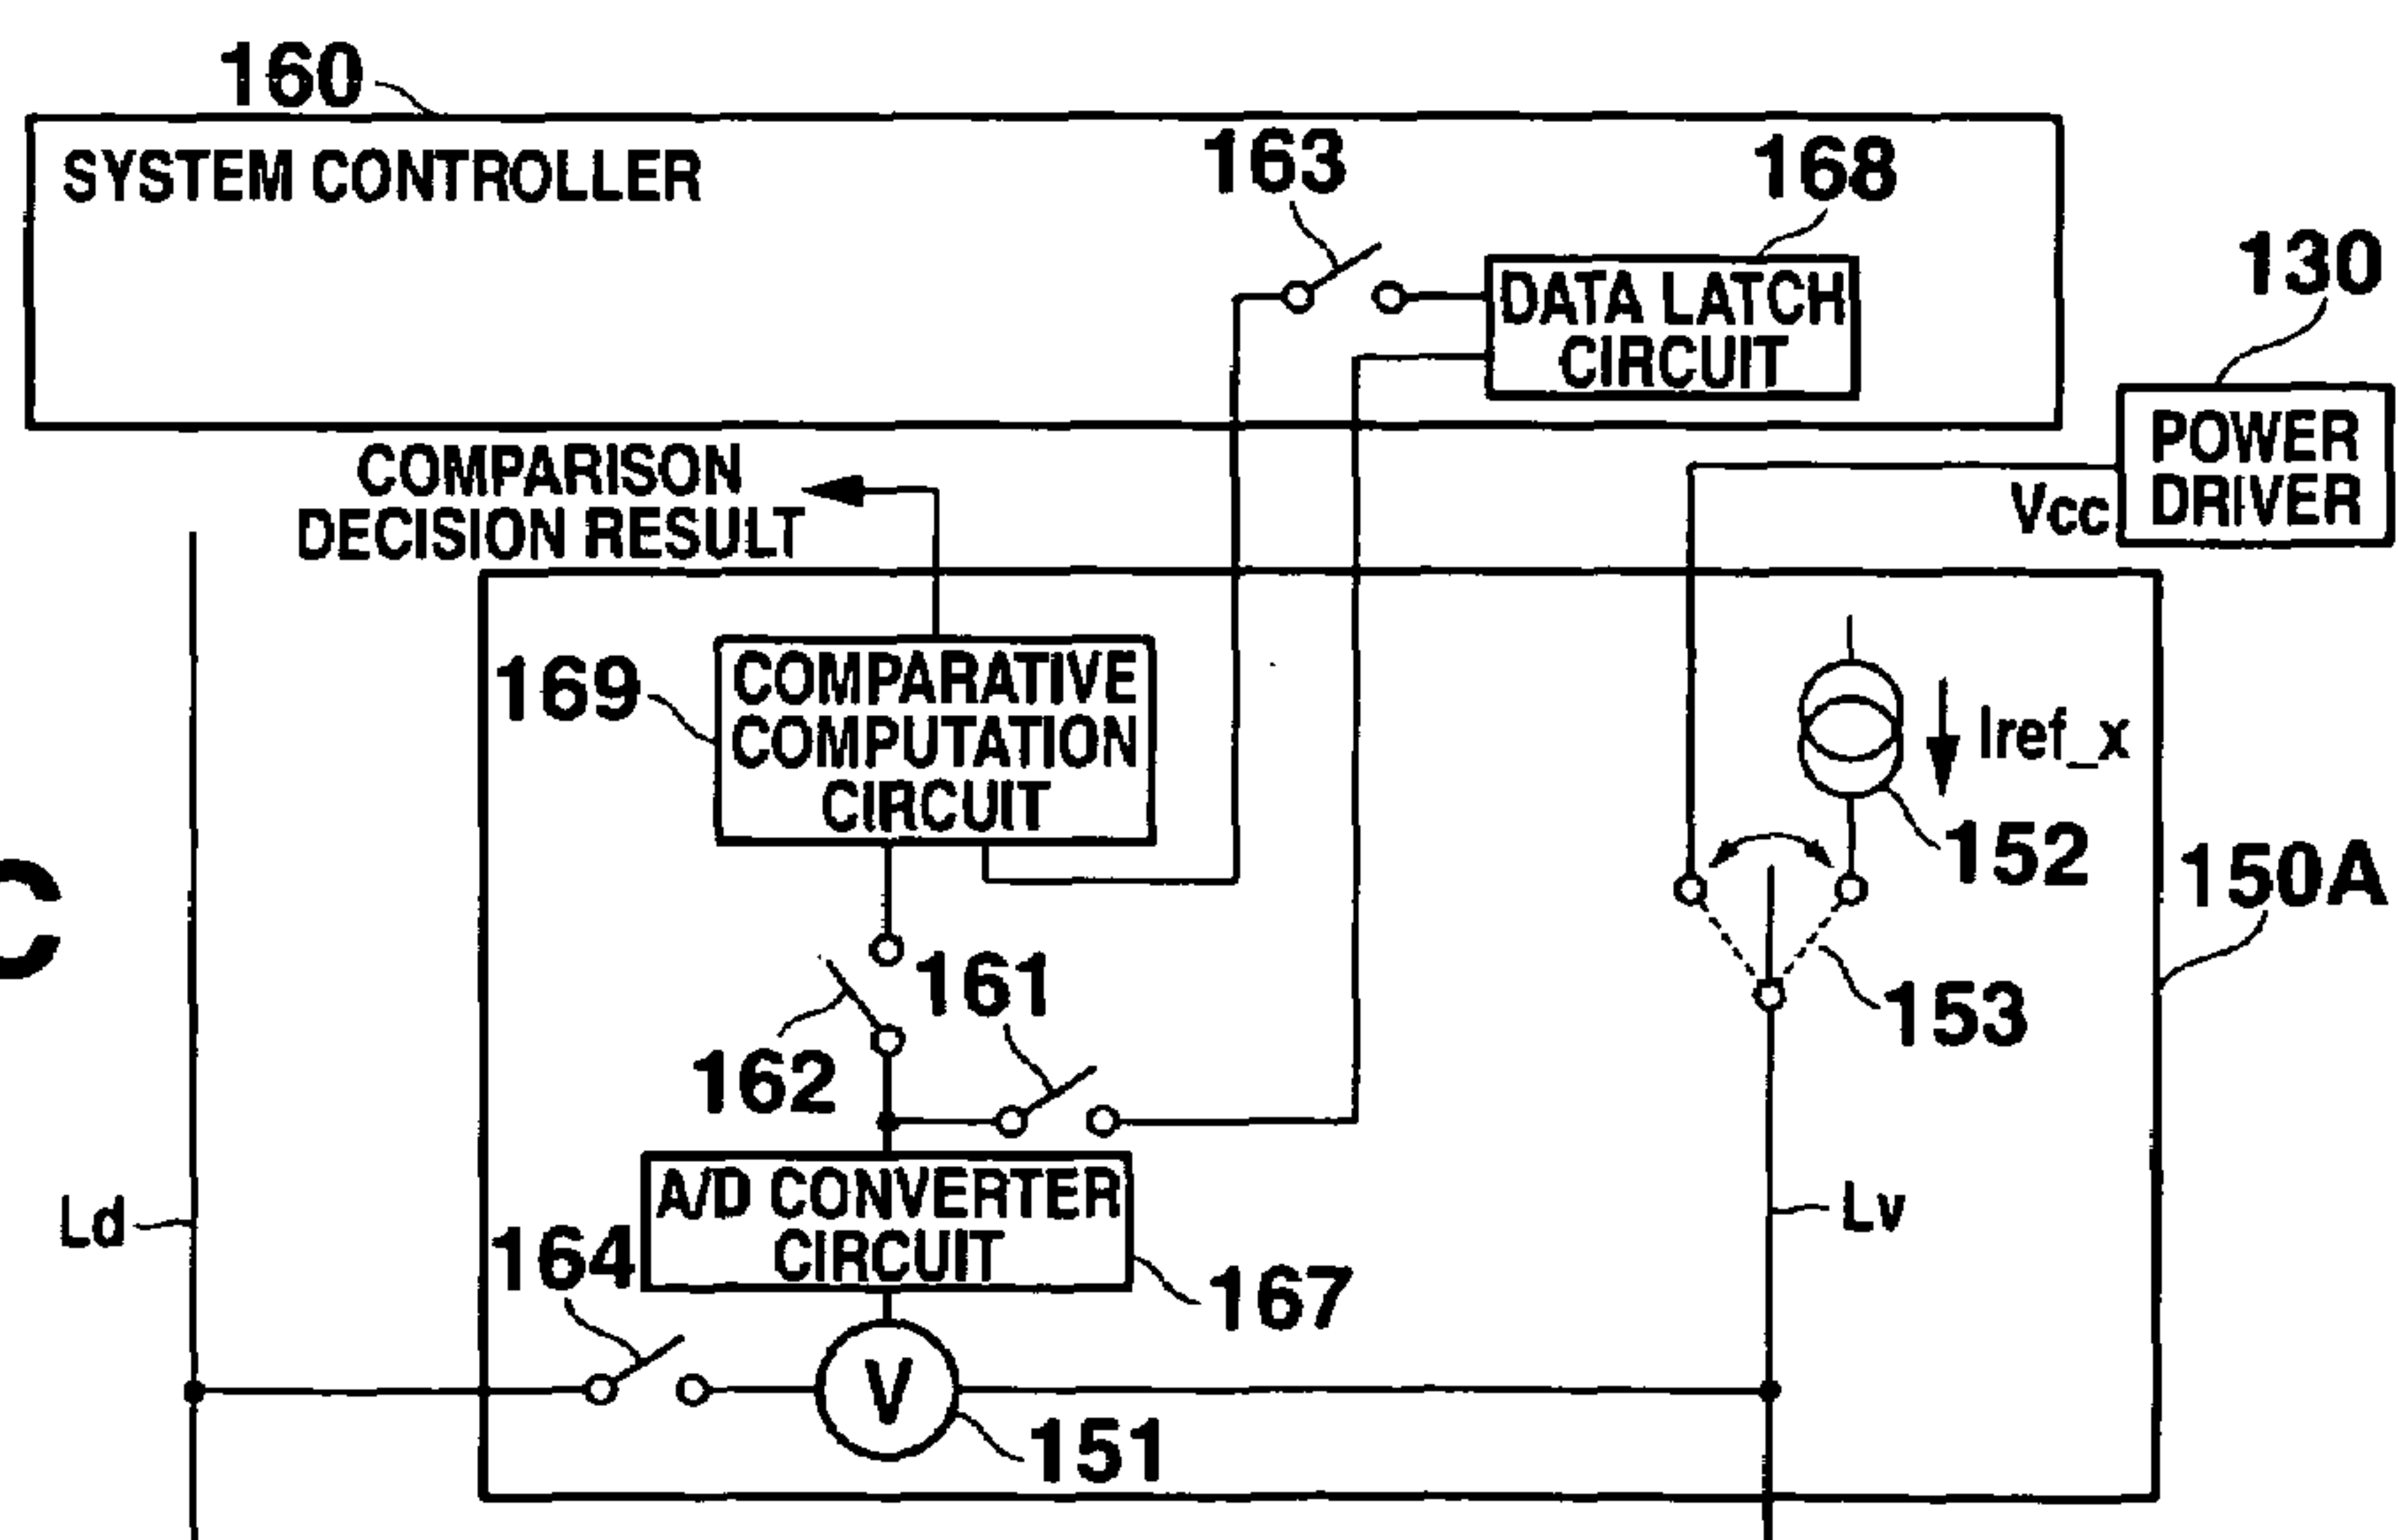 160
SYSTEM CONTROLLER
163
168
130
DATA LATCH
CIRCUIT
POWER
DRIVER
Vcc
COMPARISON
DECISION RESULT
169
COMPARATIVE
COMPUTATION
CIRCUIT
Iref_x
152
150A
C
161
153
162
A/D CONVERTER
CIRCUIT
Ld
Lv
164
167
V
151